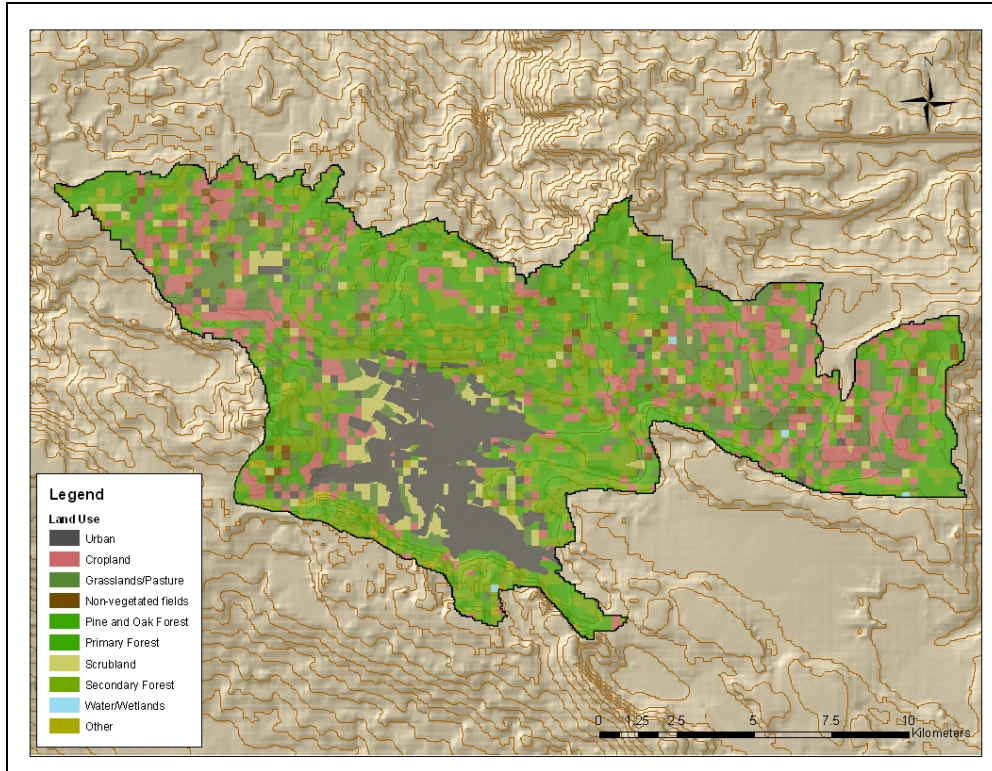 N
Legend
Land Use
Urban
Cropland
Grasslands/Pasture
Non-vegetated fields
Pine and Oak Forest
Primary Forest
Scrubland
Secondary Forest
Water/Wetlands
Other
0 1.25 2.5 5 7.5 10
Kilometers